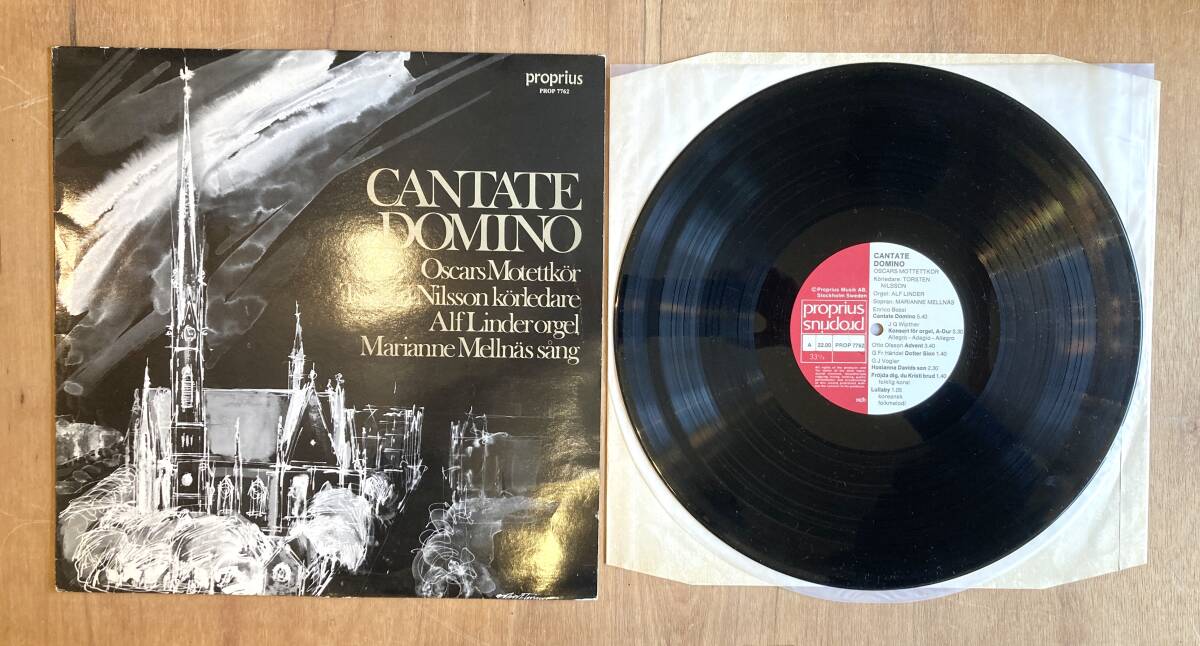 proprius
PROP 7762
CANTATE
DOMINO
Oscars Motettkör
Nilsson körledare
Alf Linder orgel
Marianne Mellnäs sång
℗ Proprius Musik AB.
Stockholm Sweden
proprius
proprius
A 22.00 PROP 7762
33⅓
ncb
CANTATE
DOMINO
OSCARS MOTTETTKÖR
Körledare: TORSTEN
NILSSON
Orgel: ALF LINDER
Sopran: MARIANNE MELLNÄS
Enrico Bossi
Cantate Domino 5.40
J G Walther
Konsert för orgel, A-Dur 5.30
Allegro - Adagio - Allegro
Otto Olsson Advent 3.40
G Fr Händel Dotter Sion 1.40
G J Vogler
Hosianna Davids son 2.30
Fröjda dig, du Kristi brud 1.40
folklig koral
Lullaby 1.05
koreansk
folkmelodi